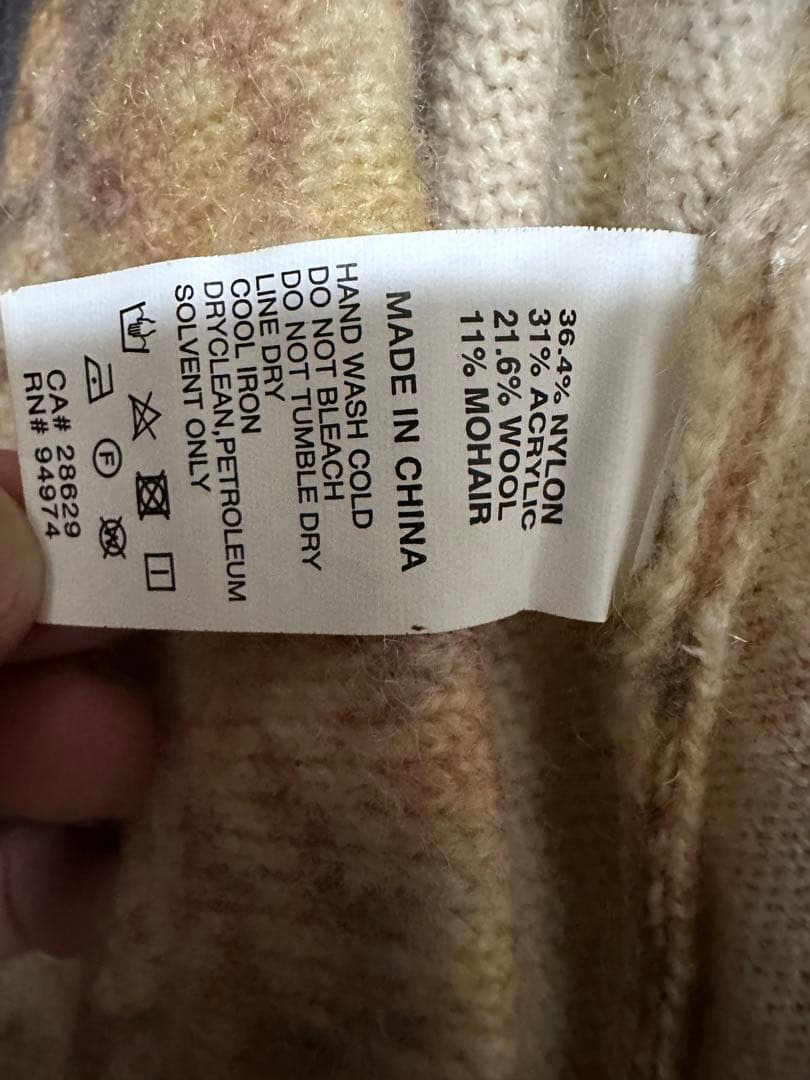 36.4% NYLON
31% ACRYLIC
21.6% WOOL
11% MOHAIR
MADE IN CHINA
HAND WASH COLD
DO NOT BLEACH
DO NOT TUMBLE DRY
LINE DRY
COOL IRON
DRYCLEAN,PETROLEUM
SOLVENT ONLY
F
W
CA# 28629
RN# 94974